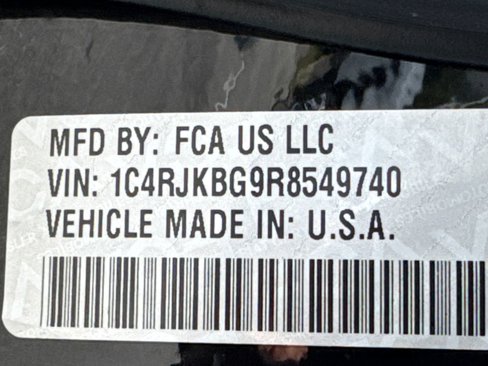 MFD BY: FCA US LLC
VIN: 1C4RJKBG9R8549740
VEHICLE MADE IN: U.S.A.